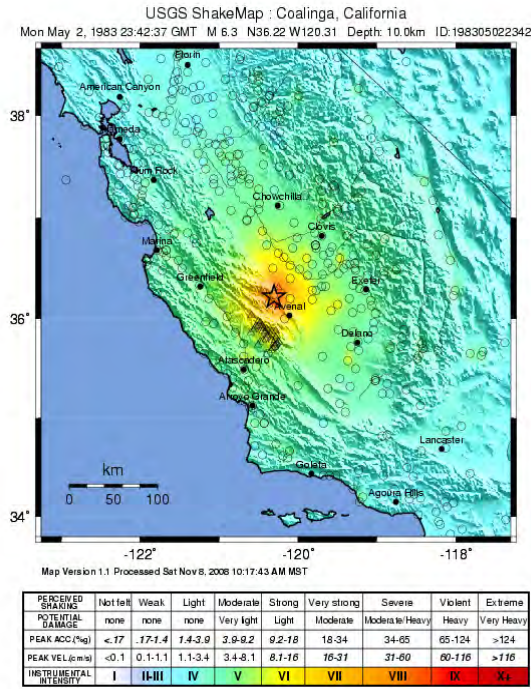 USGS ShakeMap : Coalinga, California
Mon May 2, 1983 23:42:37 GMT M 6.3 N36.22 W120.31 Depth: 10.0km ID:198305022342
Florin
American Canyon
38°
Alameda
Alum Rock
Chowchilla
Clovis
Marina
Greenfield
Exeter
Avenal
36°
Delano
Atascadero
Arroyo Grande
Lancaster
km
Goleta
0 50 100
Agoura Hills
34°
-122° -120° -118°
Map Version 1.1 Processed Sat Nov 8, 2008 10:17:43 AM MST
PERCEIVED SHAKING Not felt Weak Light Moderate Strong Very strong Severe Violent Extreme
POTENTIAL DAMAGE none none none Very light Light Moderate Moderate/Heavy Heavy Very Heavy
PEAK ACC.(%g) <.17 .17-1.4 1.4-3.9 3.9-9.2 9.2-18 18-34 34-65 65-124 >124
PEAK VEL.(cm/s) <0.1 0.1-1.1 1.1-3.4 3.4-8.1 8.1-16 16-31 31-60 60-116 >116
INSTRUMENTAL INTENSITY I II-III IV V VI VII VIII IX X+